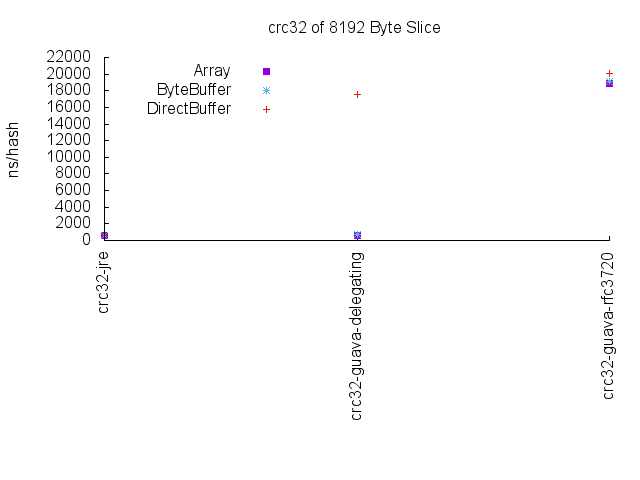 crc32 of 8192 Byte Slice
ns/hash
22000
20000
18000
16000
14000
12000
10000
8000
6000
4000
2000
0
Array
ByteBuffer
DirectBuffer
crc32-jre
crc32-guava-delegating
crc32-guava-rfc3720